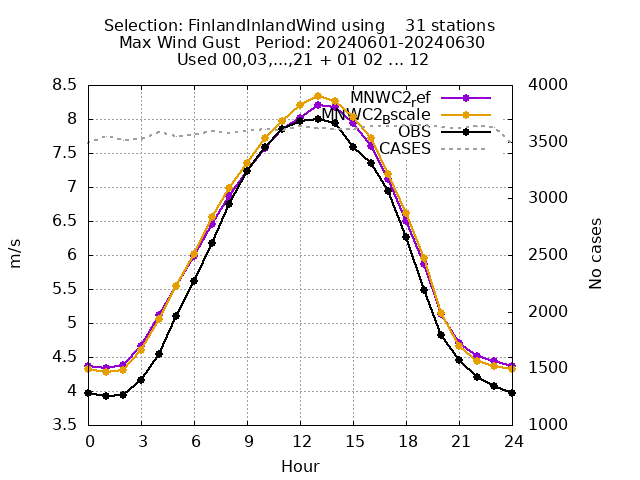 Selection: FinlandInlandWind using    31 stations
Max Wind Gust   Period: 20240601-20240630
Used 00,03,...,21 + 01 02 ... 12
MNWC2_ref
MNWC2_Bscale
OBS
CASES
8.5
8
7.5
7
6.5
6
5.5
5
4.5
4
3.5
m/s
4000
3500
3000
2500
2000
1500
1000
No cases
0 3 6 9 12 15 18 21 24
Hour